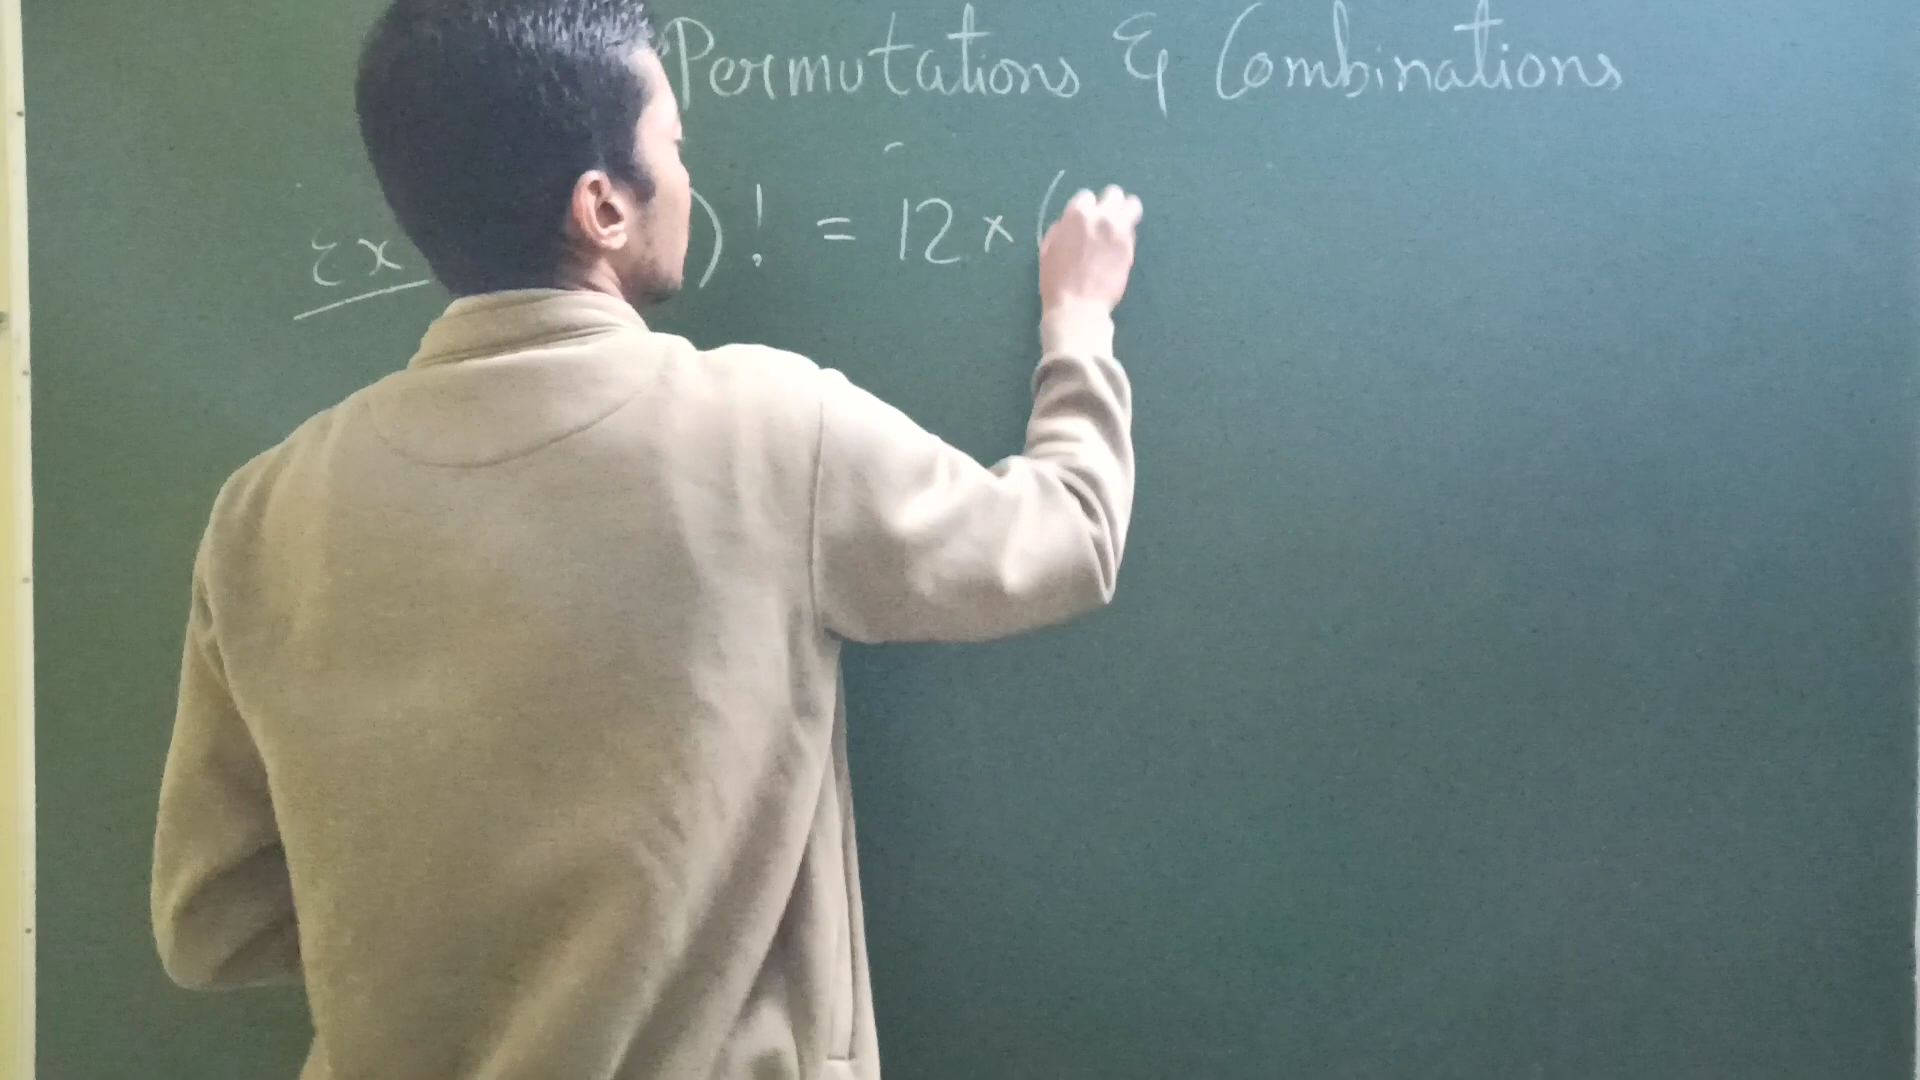 Permutations & Combinations
Ex )! = 12 × (